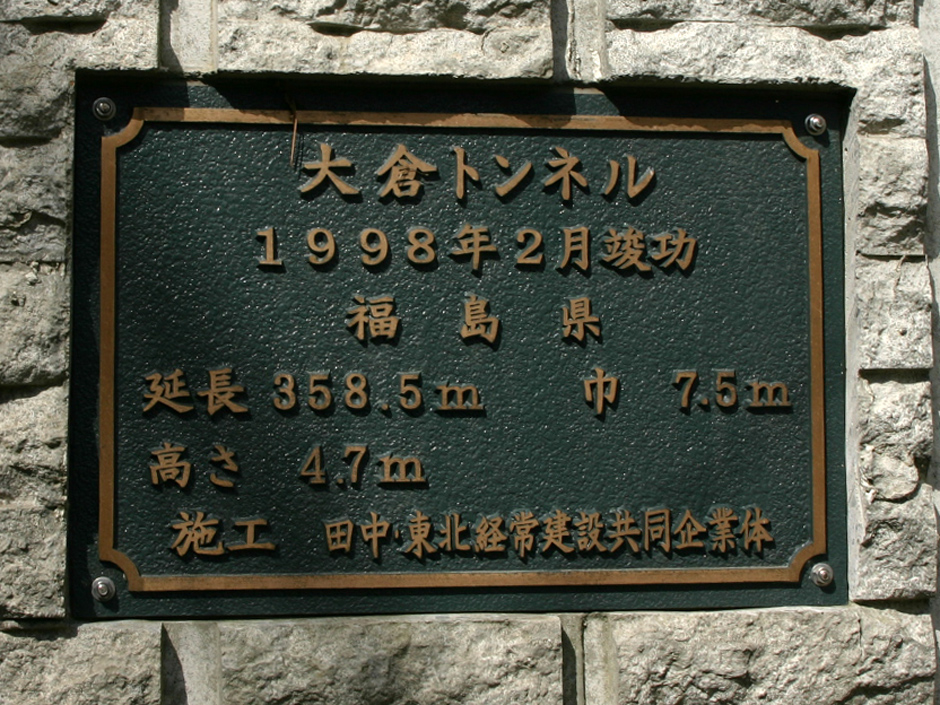 大倉トンネル
1998年2月竣功
福島県
延長 358.5m 巾 7.5m
高さ 4.7m
施工 田中・東北経常建設共同企業体